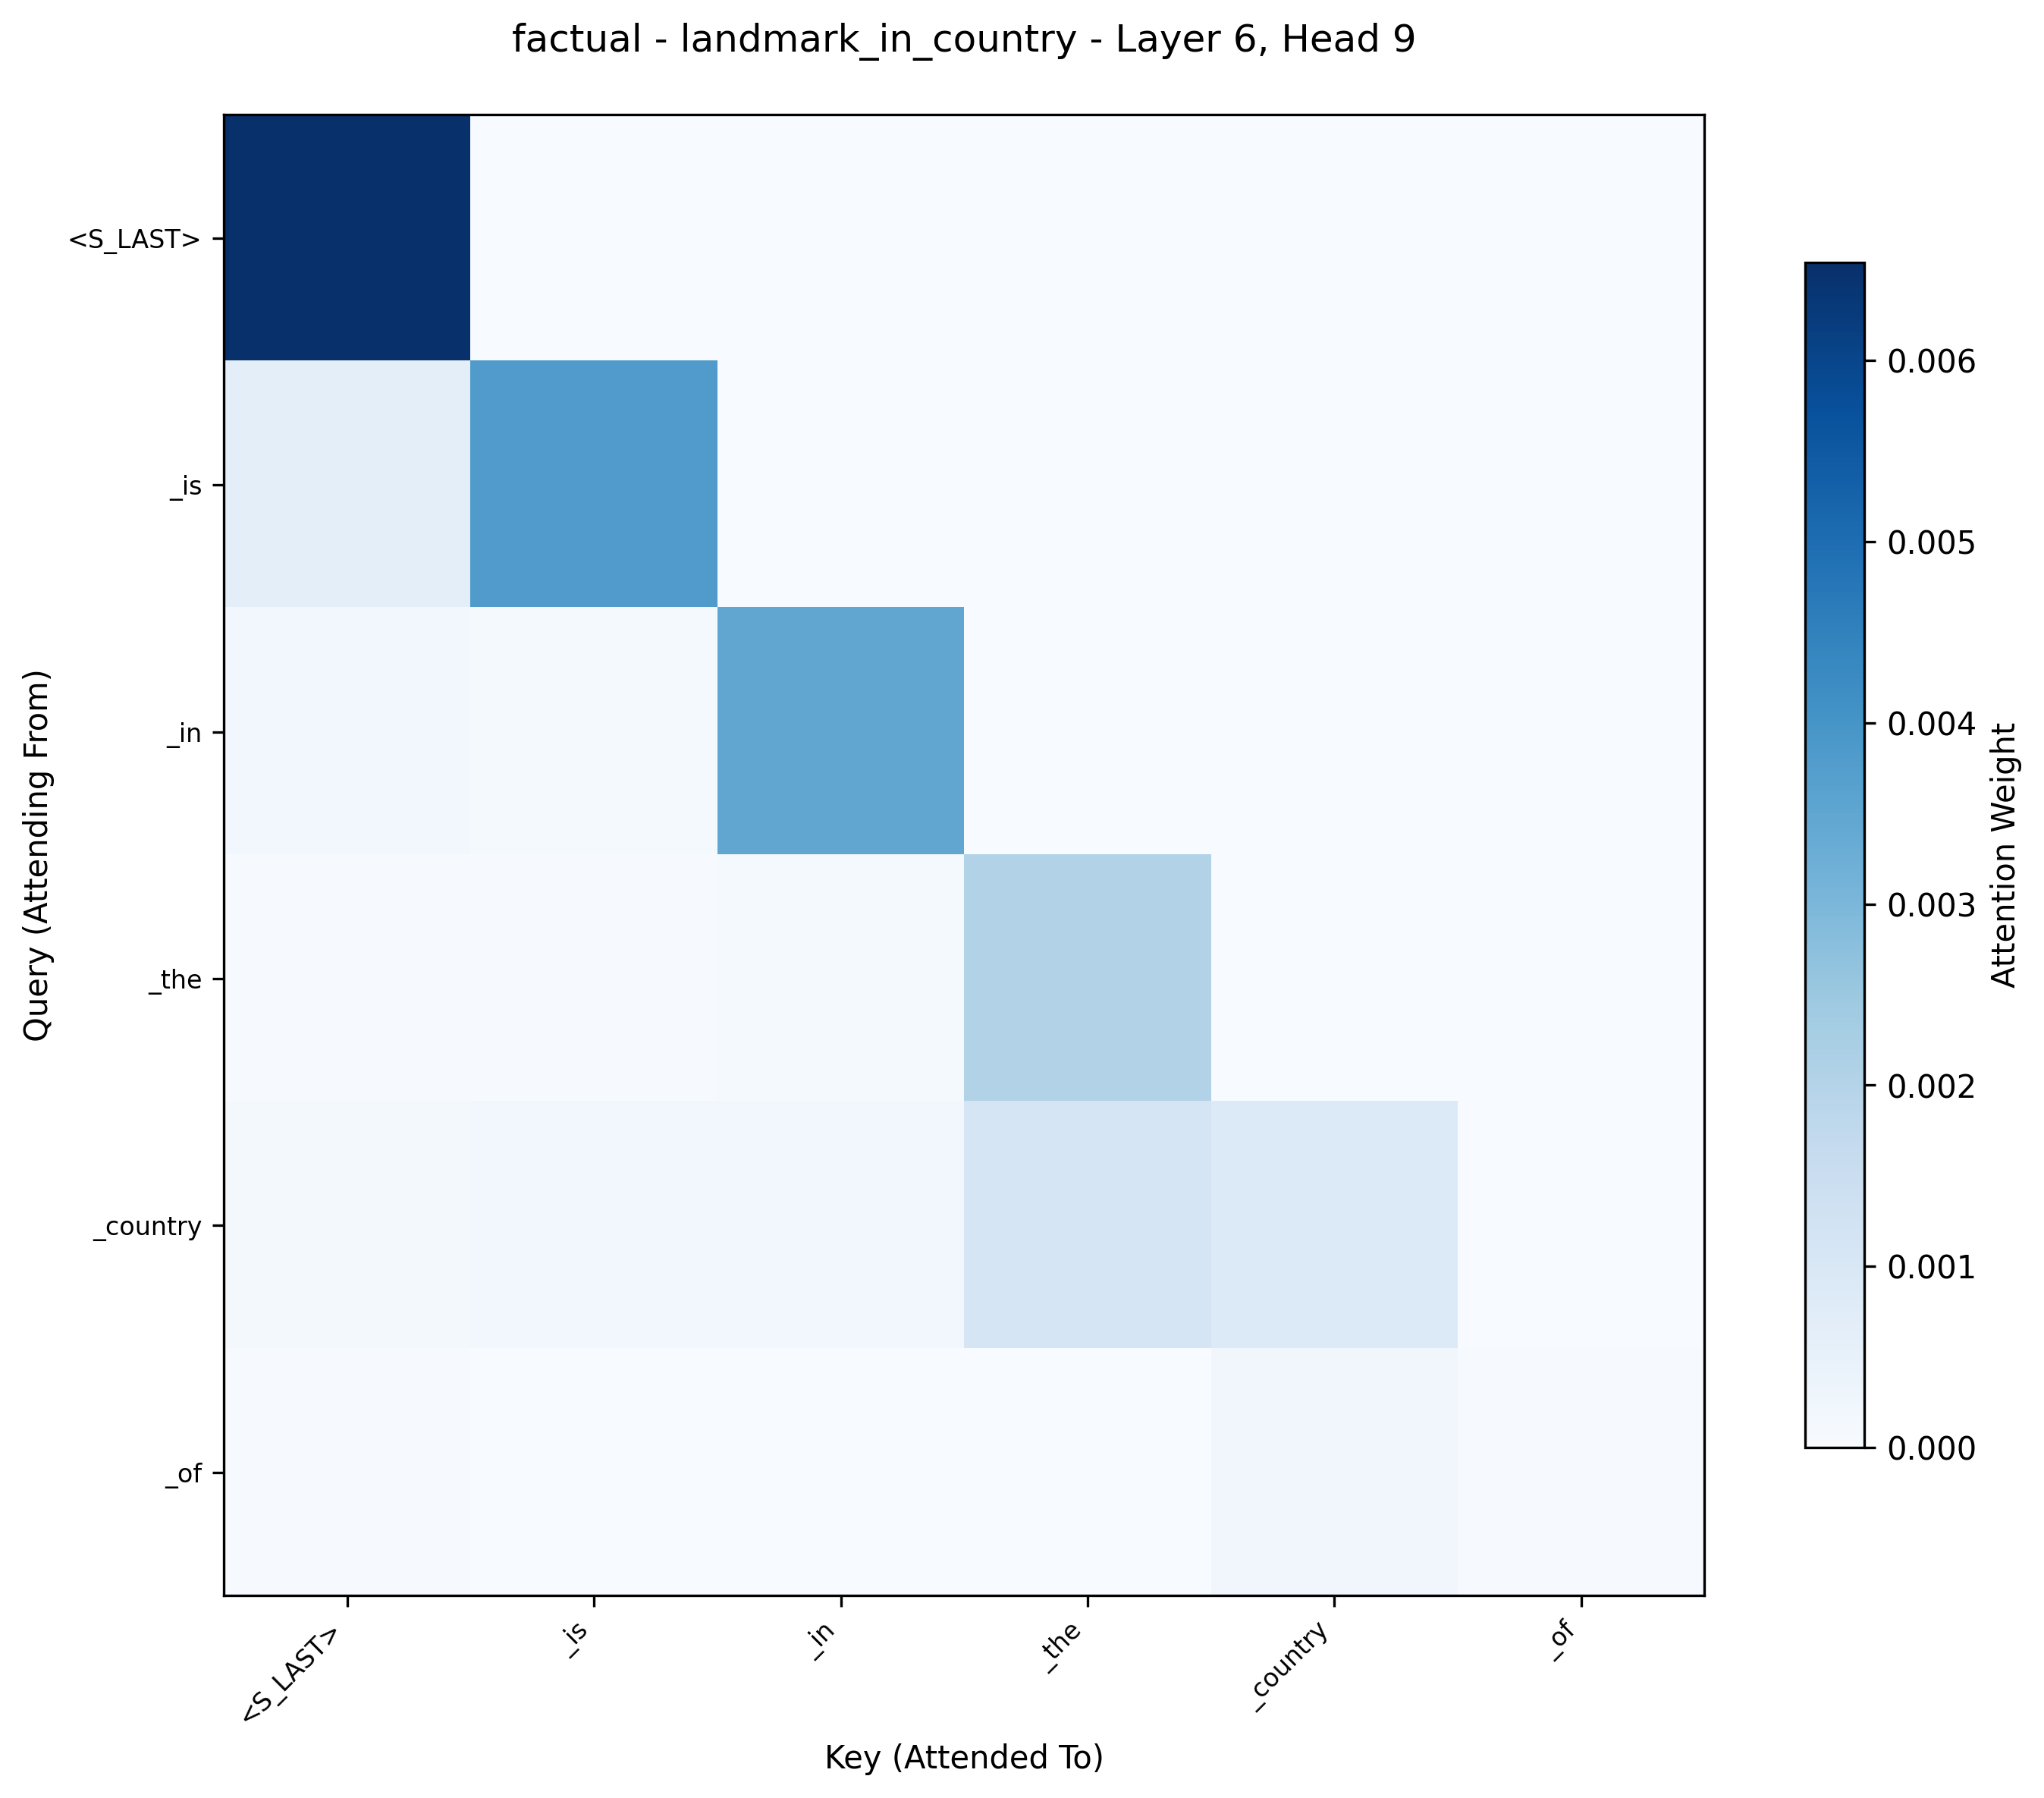 factual - landmark_in_country - Layer 6, Head 9
Query (Attending From)
<S_LAST>
_is
_in
_the
_country
_of
<S_LAST>
_is
_in
_the
_country
_of
Key (Attended To)
0.006
0.005
0.004
0.003
0.002
0.001
0.000
Attention Weight